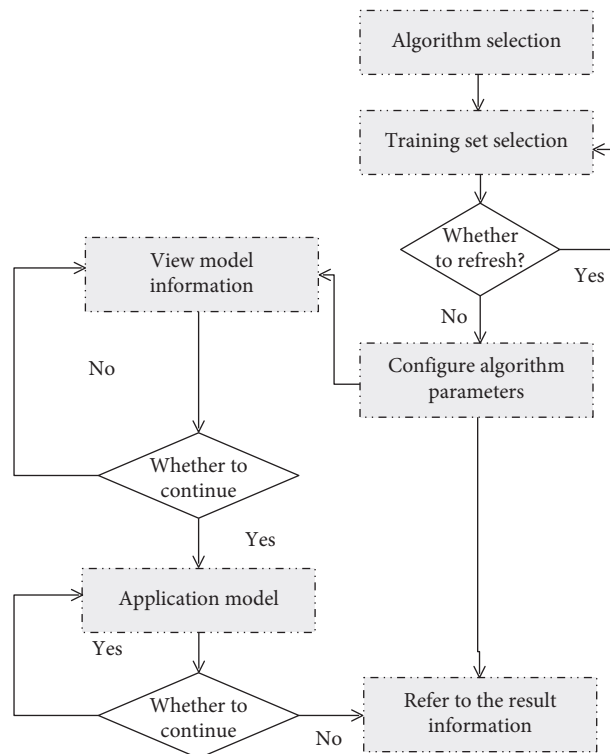 Algorithm selection
Training set selection
Whether
to refresh?
Yes
No
View model
information
Configure algorithm
parameters
No
Whether to
continue
Yes
Application model
Yes
Whether to
continue
No
Refer to the result
information